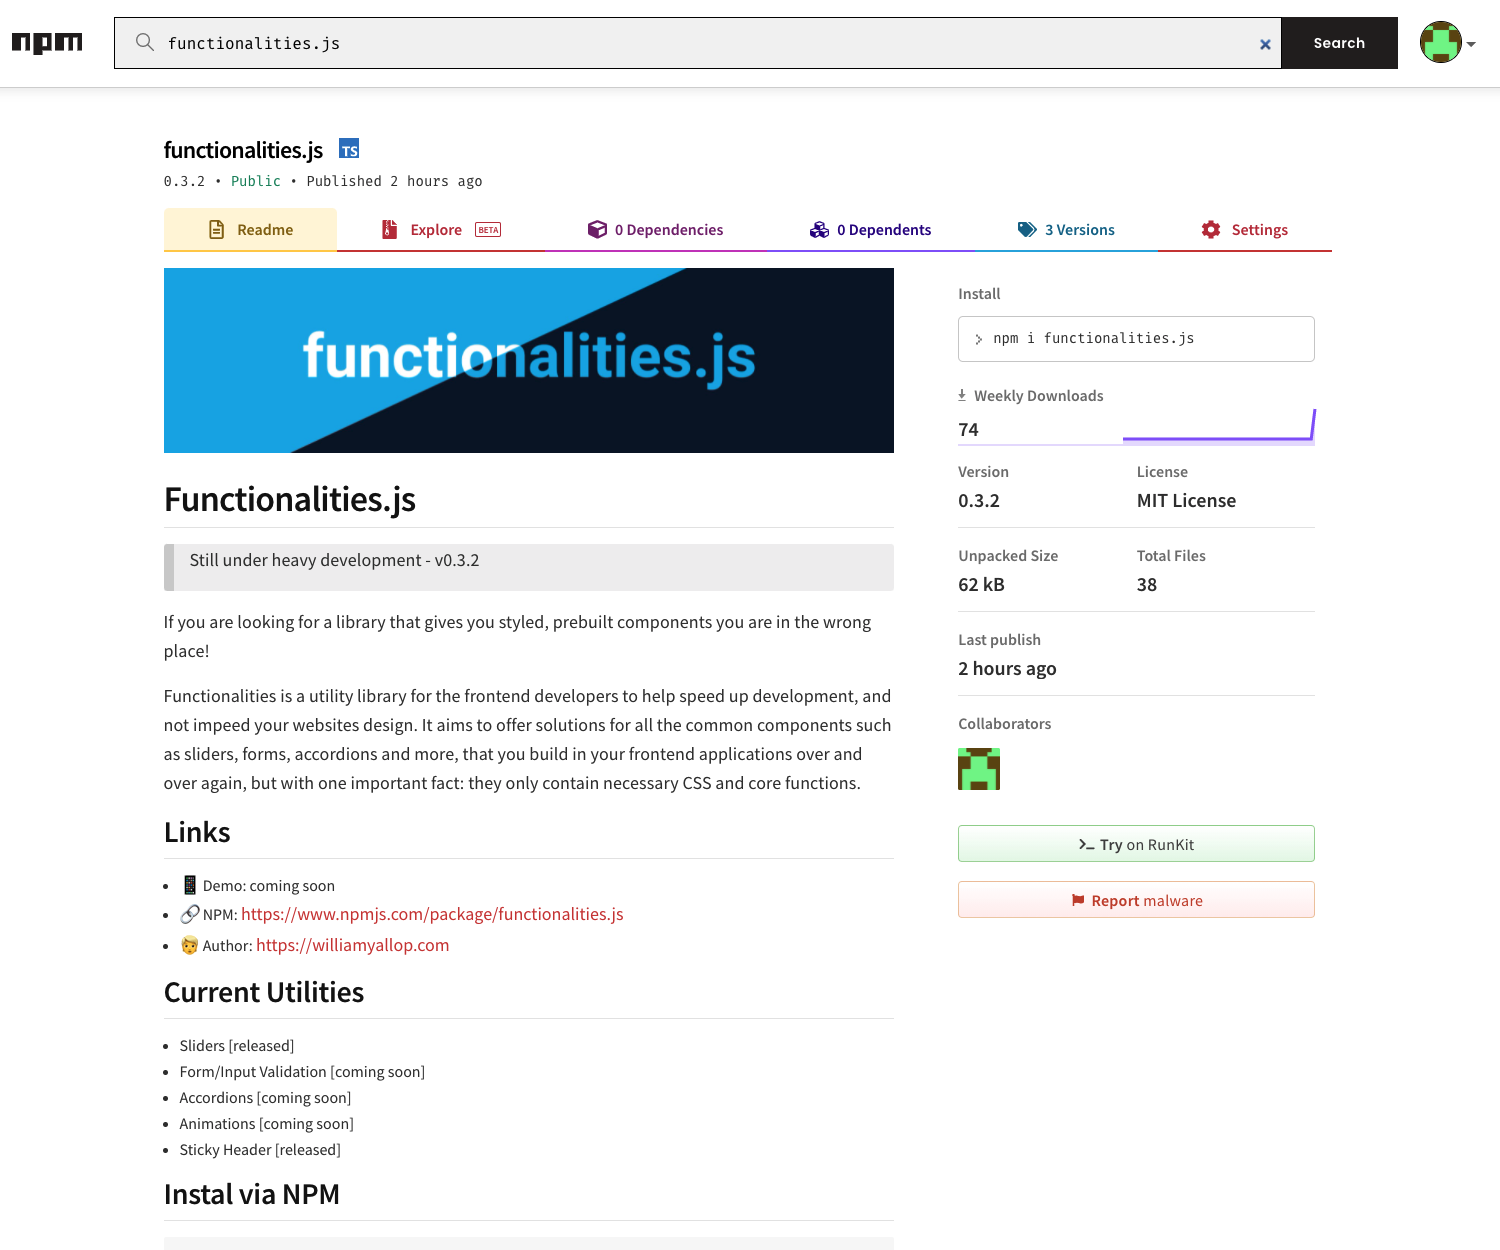 npm
functionalities.js
Search
functionalities.js TS
0.3.2 • Public • Published 2 hours ago
Readme
Explore BETA
0 Dependencies
0 Dependents
3 Versions
Settings
functionalities.js
Functionalities.js
Still under heavy development - v0.3.2
If you are looking for a library that gives you styled, prebuilt components you are in the wrong
place!
Functionalities is a utility library for the frontend developers to help speed up development, and
not impeed your websites design. It aims to offer solutions for all the common components such
as sliders, forms, accordions and more, that you build in your frontend applications over and
over again, but with one important fact: they only contain necessary CSS and core functions.
Links
• 📱 Demo: coming soon
• 🔗 NPM: https://www.npmjs.com/package/functionalities.js
• 🧑 Author: https://williamyallop.com
Current Utilities
• Sliders [released]
• Form/Input Validation [coming soon]
• Accordions [coming soon]
• Animations [coming soon]
• Sticky Header [released]
Instal via NPM
Install
npm i functionalities.js
Weekly Downloads
74
Version
0.3.2
License
MIT License
Unpacked Size
62 kB
Total Files
38
Last publish
2 hours ago
Collaborators
Try on RunKit
Report malware